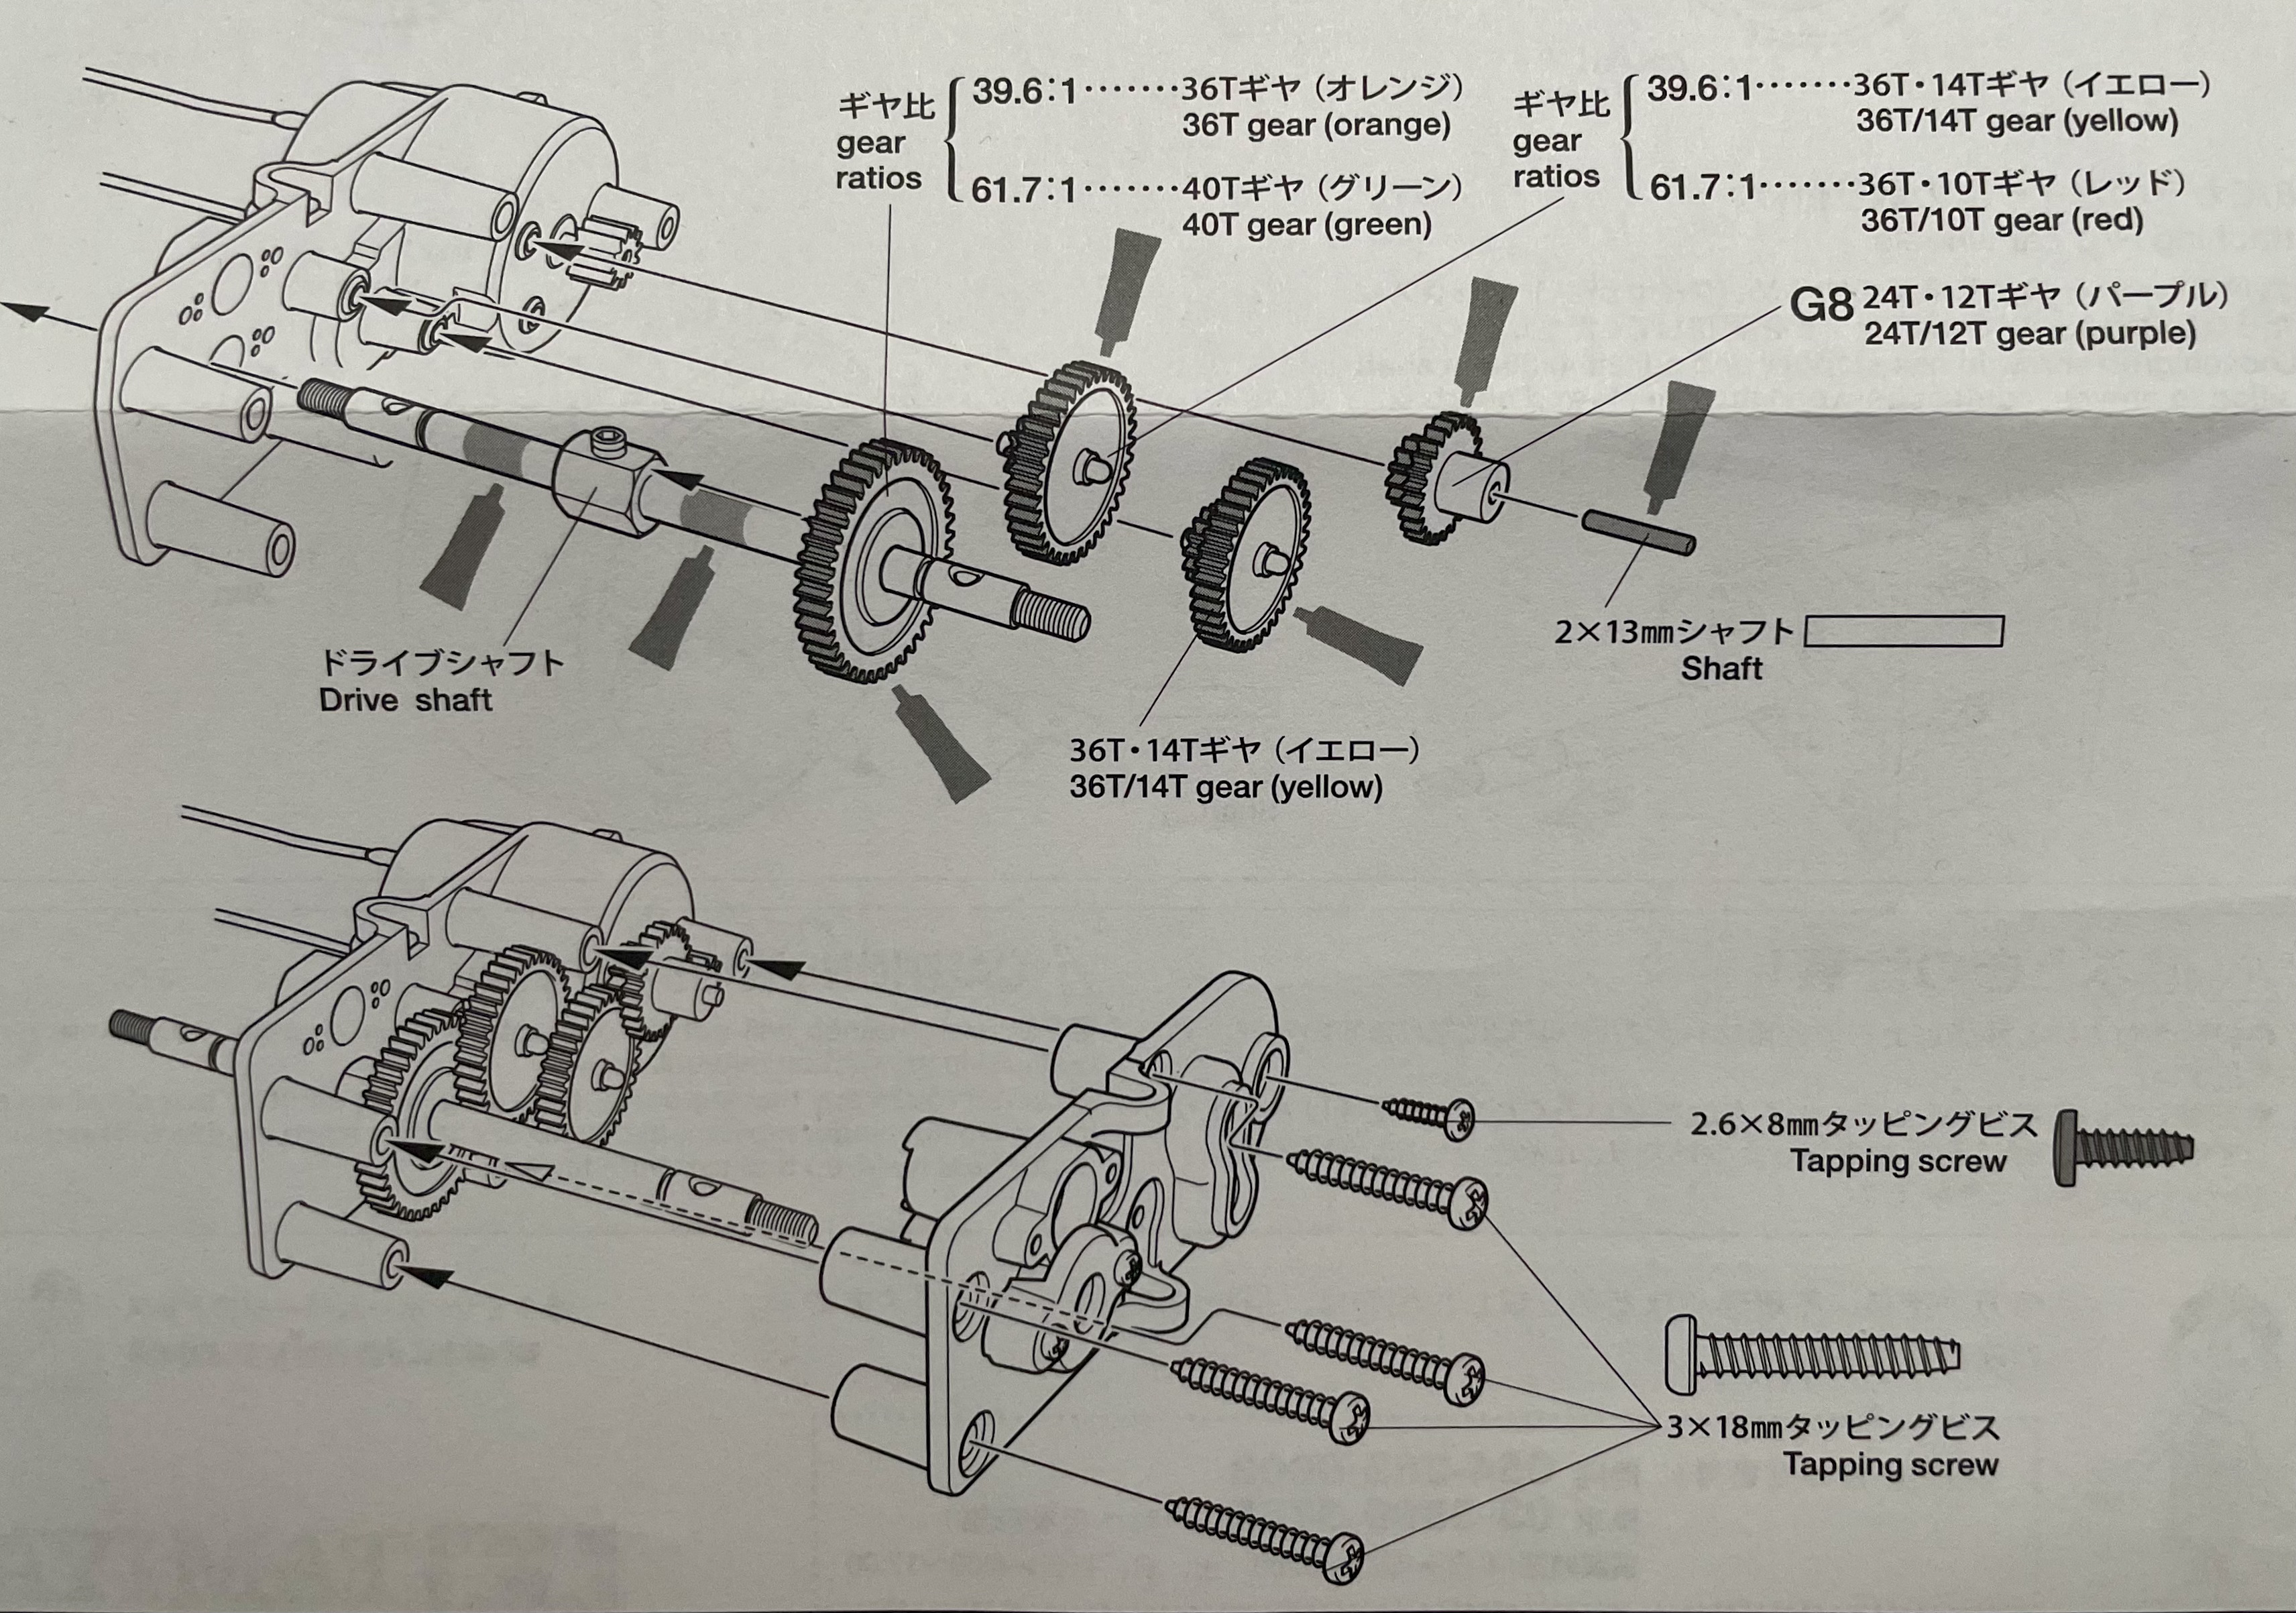 ギヤ比
gear
ratios
39.6:1·······36Tギヤ（オレンジ）
36T gear (orange)
61.7:1·······40Tギヤ（グリーン）
40T gear (green)
ギヤ比
gear
ratios
39.6:1·······36T・14Tギヤ（イエロー）
36T/14T gear (yellow)
61.7:1·······36T・10Tギヤ（レッド）
36T/10T gear (red)
G8 24T・12Tギヤ（パープル）
24T/12T gear (purple)
2×13㎜シャフト
Shaft
ドライブシャフト
Drive shaft
36T・14Tギヤ（イエロー）
36T/14T gear (yellow)
2.6×8㎜タッピングビス
Tapping screw
3×18㎜タッピングビス
Tapping screw